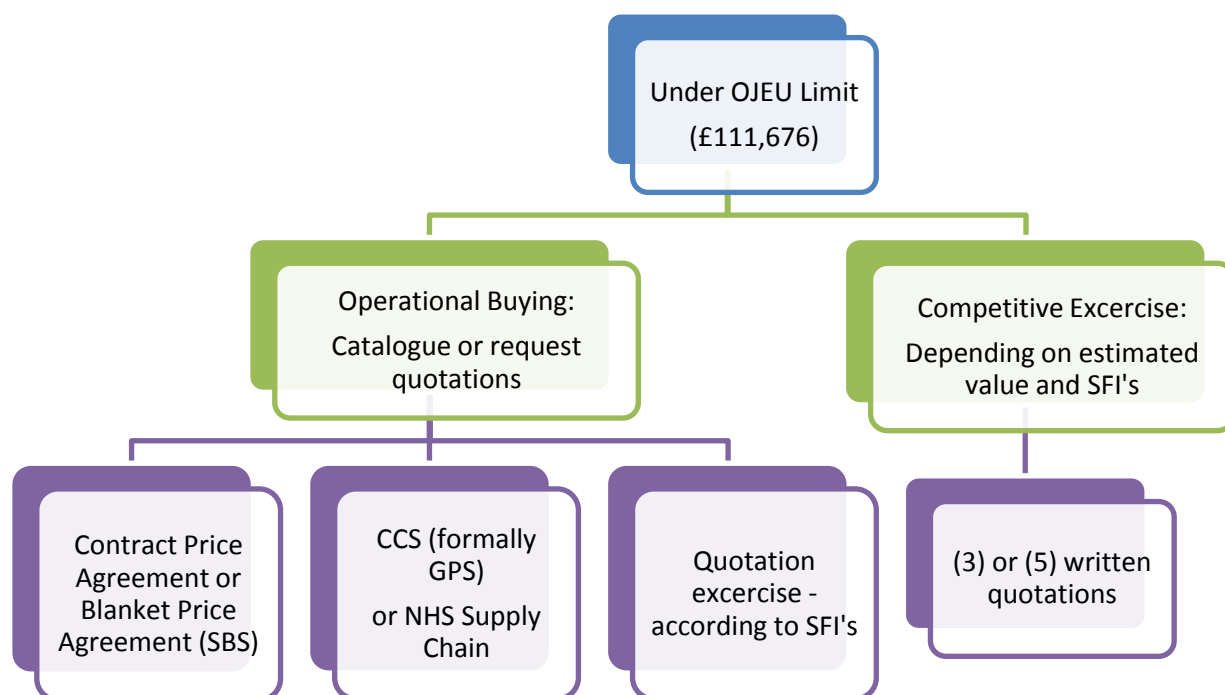 Under OJEU Limit
(£111,676)
Operational Buying:
Catalogue or request
quotations
Competitive Excercise:
Depending on estimated
value and SFI's
Contract Price
Agreement or
Blanket Price
Agreement (SBS)
CCS (formally
GPS)
or NHS Supply
Chain
Quotation
excercise -
according to SFI's
(3) or (5) written
quotations